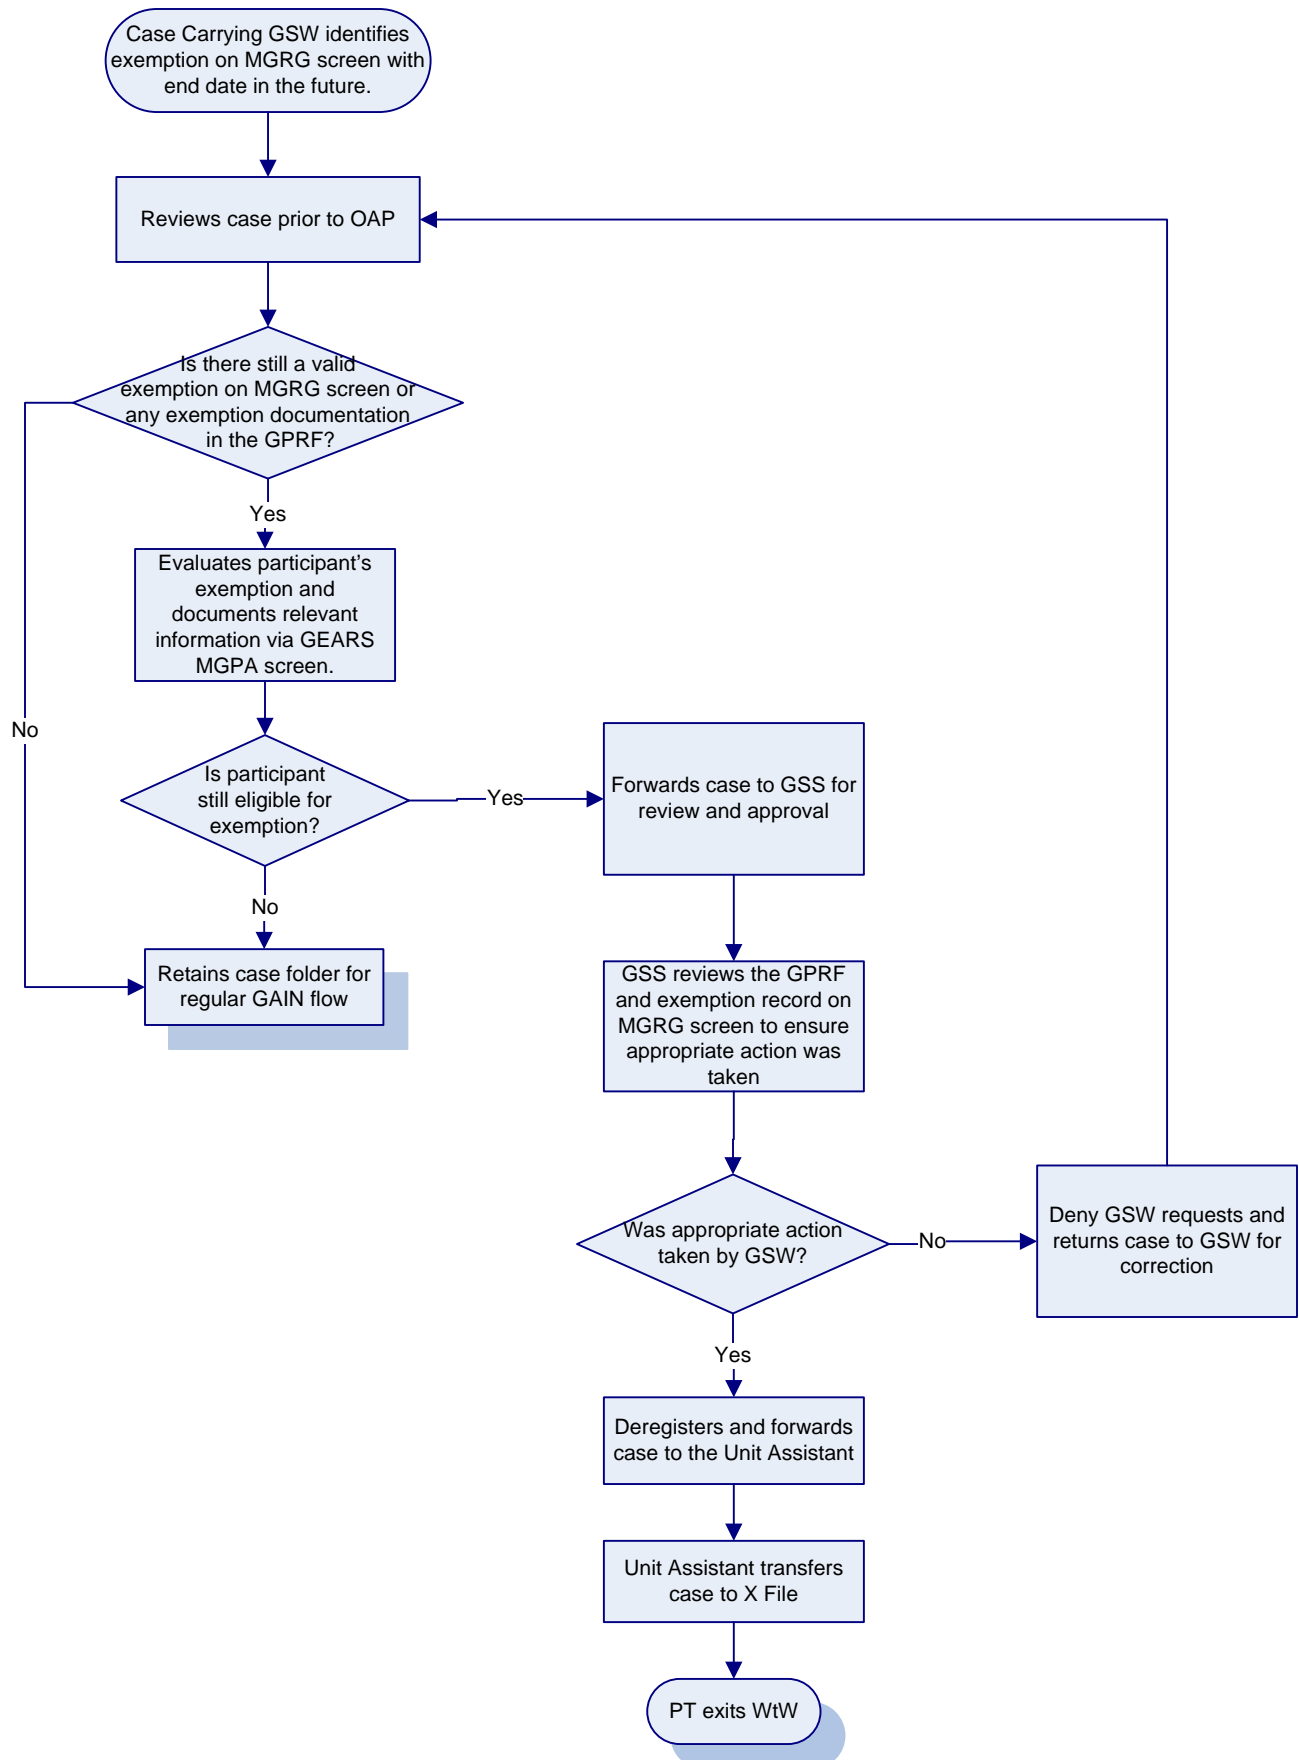 Case Carrying GSW identifies
exemption on MGRG screen with
end date in the future.
Reviews case prior to OAP
Is there still a valid
exemption on MGRG screen or
any exemption documentation
in the GPRF?
Yes
Evaluates participant’s
exemption and
documents relevant
information via GEARS
MGPA screen.
No
Is participant
still eligible for
exemption?
Yes
Forwards case to GSS for
review and approval
No
Retains case folder for
regular GAIN flow
GSS reviews the GPRF
and exemption record on
MGRG screen to ensure
appropriate action was
taken
Was appropriate action
taken by GSW?
No
Deny GSW requests and
returns case to GSW for
correction
Yes
Deregisters and forwards
case to the Unit Assistant
Unit Assistant transfers
case to X File
PT exits WtW